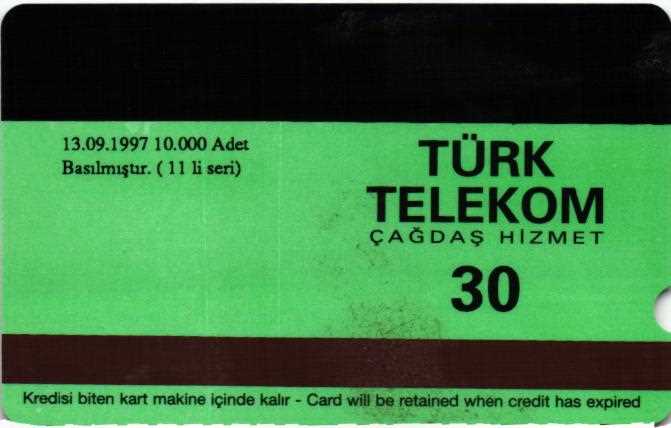 13.09.1997 10.000 Adet
Basılmıştır. ( 11 li seri)
TÜRK
TELEKOM
ÇAĞDAŞ HİZMET
30
Kredisi biten kart makine içinde kalır - Card will be retained when credit has expired